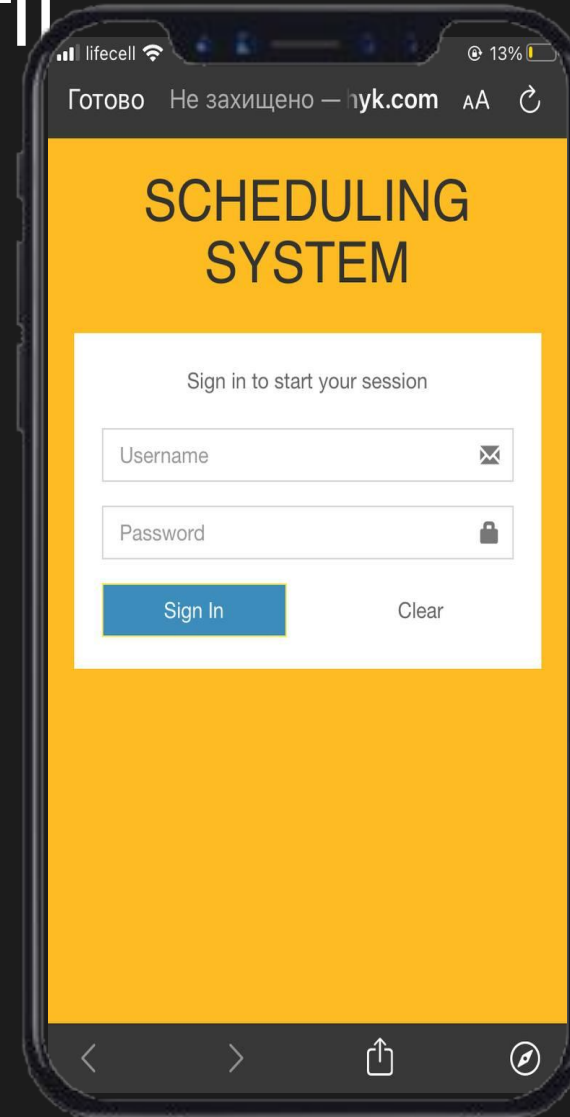 lifecell 13%
Готово Не захищено — hyk.com AA
SCHEDULING
SYSTEM
Sign in to start your session
Username
Password
Sign In Clear